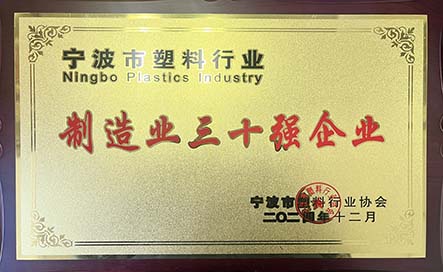 宁波市塑料行业
Ningbo Plastics Industry
制造业三十强企业
宁波市塑料行业协会
二〇二四年十二月